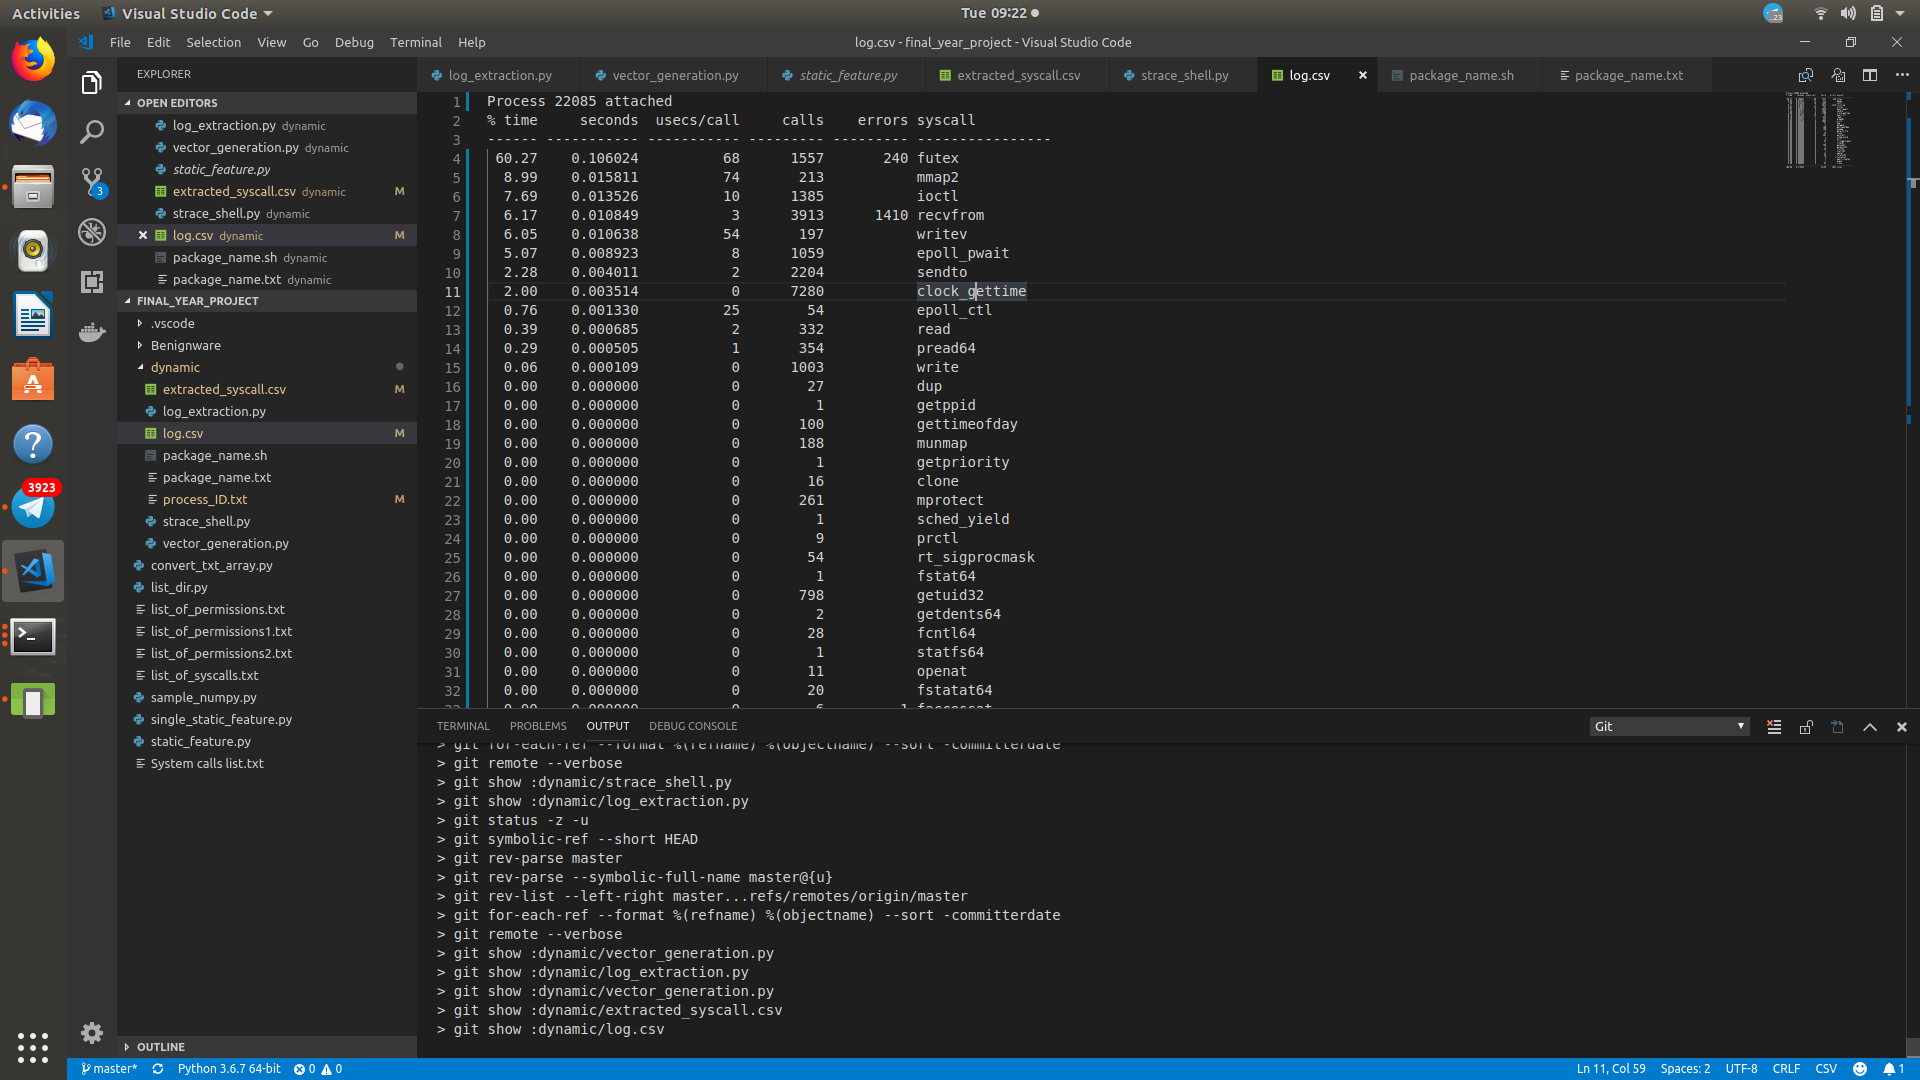 Activities Visual Studio Code Tue 09:22
File Edit Selection View Go Debug Terminal Help log.csv - final_year_project - Visual Studio Code
EXPLORER
OPEN EDITORS
log_extraction.py dynamic
vector_generation.py dynamic
static_feature.py
extracted_syscall.csv dynamic M
strace_shell.py dynamic
log.csv dynamic M
package_name.sh dynamic
package_name.txt dynamic
FINAL_YEAR_PROJECT
.vscode
Benignware
dynamic
extracted_syscall.csv M
log_extraction.py
log.csv M
package_name.sh
package_name.txt
process_ID.txt M
strace_shell.py
vector_generation.py
convert_txt_array.py
list_dir.py
list_of_permissions.txt
list_of_permissions1.txt
list_of_permissions2.txt
list_of_syscalls.txt
sample_numpy.py
single_static_feature.py
static_feature.py
System calls list.txt
OUTLINE
3
3923
log_extraction.py vector_generation.py static_feature.py extracted_syscall.csv strace_shell.py log.csv package_name.sh package_name.txt
1 Process 22085 attached
2 % time seconds usecs/call calls errors syscall
3 ------ ----------- ----------- --------- --------- ----------------
4 60.27 0.106024 68 1557 240 futex
5 8.99 0.015811 74 213 mmap2
6 7.69 0.013526 10 1385 ioctl
7 6.17 0.010849 3 3913 1410 recvfrom
8 6.05 0.010638 54 197 writev
9 5.07 0.008923 8 1059 epoll_pwait
10 2.28 0.004011 2 2204 sendto
11 2.00 0.003514 0 7280 clock_gettime
12 0.76 0.001330 25 54 epoll_ctl
13 0.39 0.000685 2 332 read
14 0.29 0.000505 1 354 pread64
15 0.06 0.000109 0 1003 write
16 0.00 0.000000 0 27 dup
17 0.00 0.000000 0 1 getppid
18 0.00 0.000000 0 100 gettimeofday
19 0.00 0.000000 0 188 munmap
20 0.00 0.000000 0 1 getpriority
21 0.00 0.000000 0 16 clone
22 0.00 0.000000 0 261 mprotect
23 0.00 0.000000 0 1 sched_yield
24 0.00 0.000000 0 9 prctl
25 0.00 0.000000 0 54 rt_sigprocmask
26 0.00 0.000000 0 1 fstat64
27 0.00 0.000000 0 798 getuid32
28 0.00 0.000000 0 2 getdents64
29 0.00 0.000000 0 28 fcntl64
30 0.00 0.000000 0 1 statfs64
31 0.00 0.000000 0 11 openat
32 0.00 0.000000 0 20 fstatat64
TERMINAL PROBLEMS OUTPUT DEBUG CONSOLE Git
> git for-each-ref --format %(refname) %(objectname) --sort -committerdate
> git remote --verbose
> git show :dynamic/strace_shell.py
> git show :dynamic/log_extraction.py
> git status -z -u
> git symbolic-ref --short HEAD
> git rev-parse master
> git rev-parse --symbolic-full-name master@{u}
> git rev-list --left-right master...refs/remotes/origin/master
> git for-each-ref --format %(refname) %(objectname) --sort -committerdate
> git remote --verbose
> git show :dynamic/vector_generation.py
> git show :dynamic/log_extraction.py
> git show :dynamic/vector_generation.py
> git show :dynamic/extracted_syscall.csv
> git show :dynamic/log.csv
master* Python 3.6.7 64-bit 0 0 Ln 11, Col 59 Spaces: 2 UTF-8 CRLF CSV 1